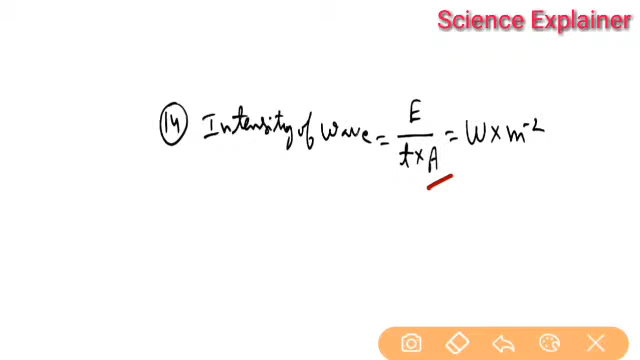 Science Explainer
(14) Intensity of wave = E / t × A = W × m⁻²